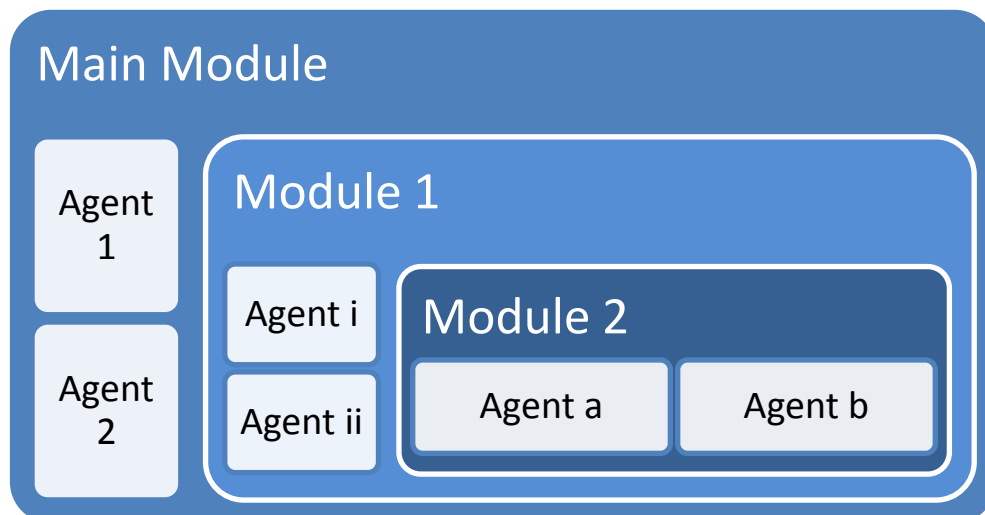 Main Module
Agent
1
Agent
2
Module 1
Agent i
Agent ii
Module 2
Agent a
Agent b